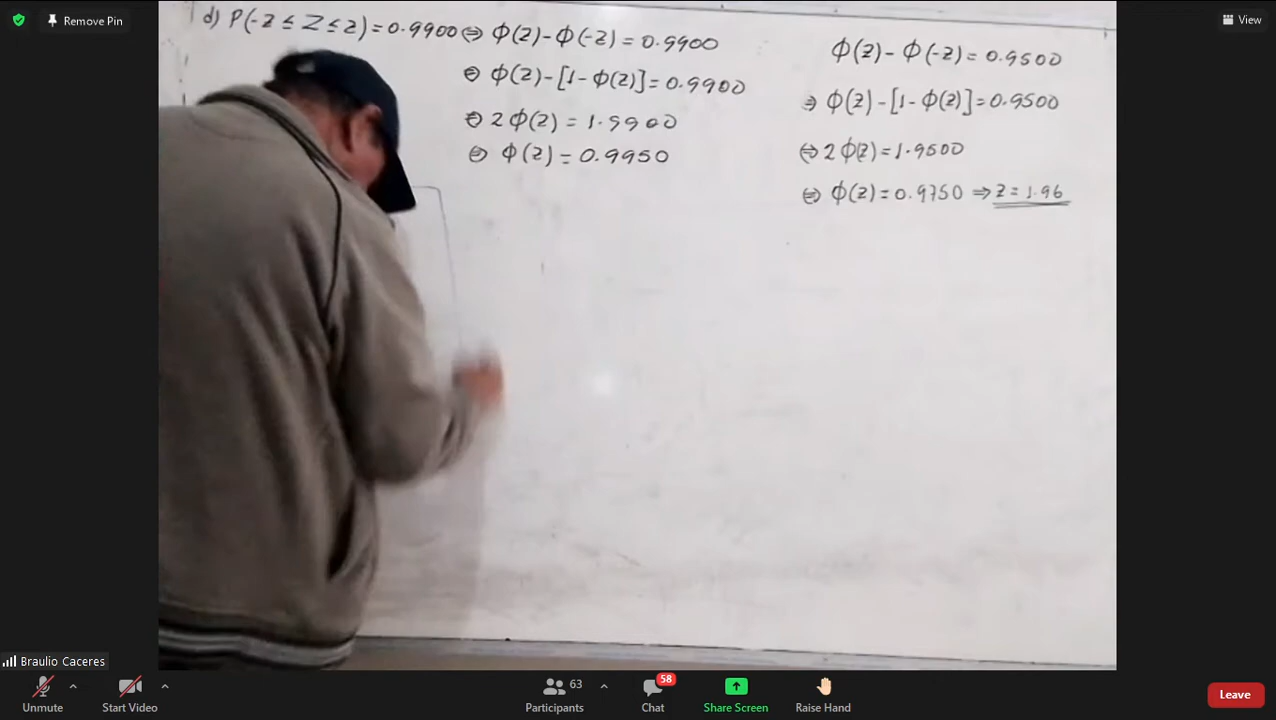 Remove Pin
View
d) P(-z ≤ Z ≤ z) = 0.9900 ⇔ Φ(z) - Φ(-z) = 0.9900
⇔ Φ(z) - [1 - Φ(z)] = 0.9900
⇔ 2Φ(z) = 1.9900
⇔ Φ(z) = 0.9950
Φ(z) - Φ(-z) = 0.9500
⇒ Φ(z) - [1 - Φ(z)] = 0.9500
⇔ 2Φ(z) = 1.9500
⇔ Φ(z) = 0.9750 ⇒ z = 1.96
Braulio Caceres
Unmute
Start Video
63
Participants
58
Chat
Share Screen
Raise Hand
Leave